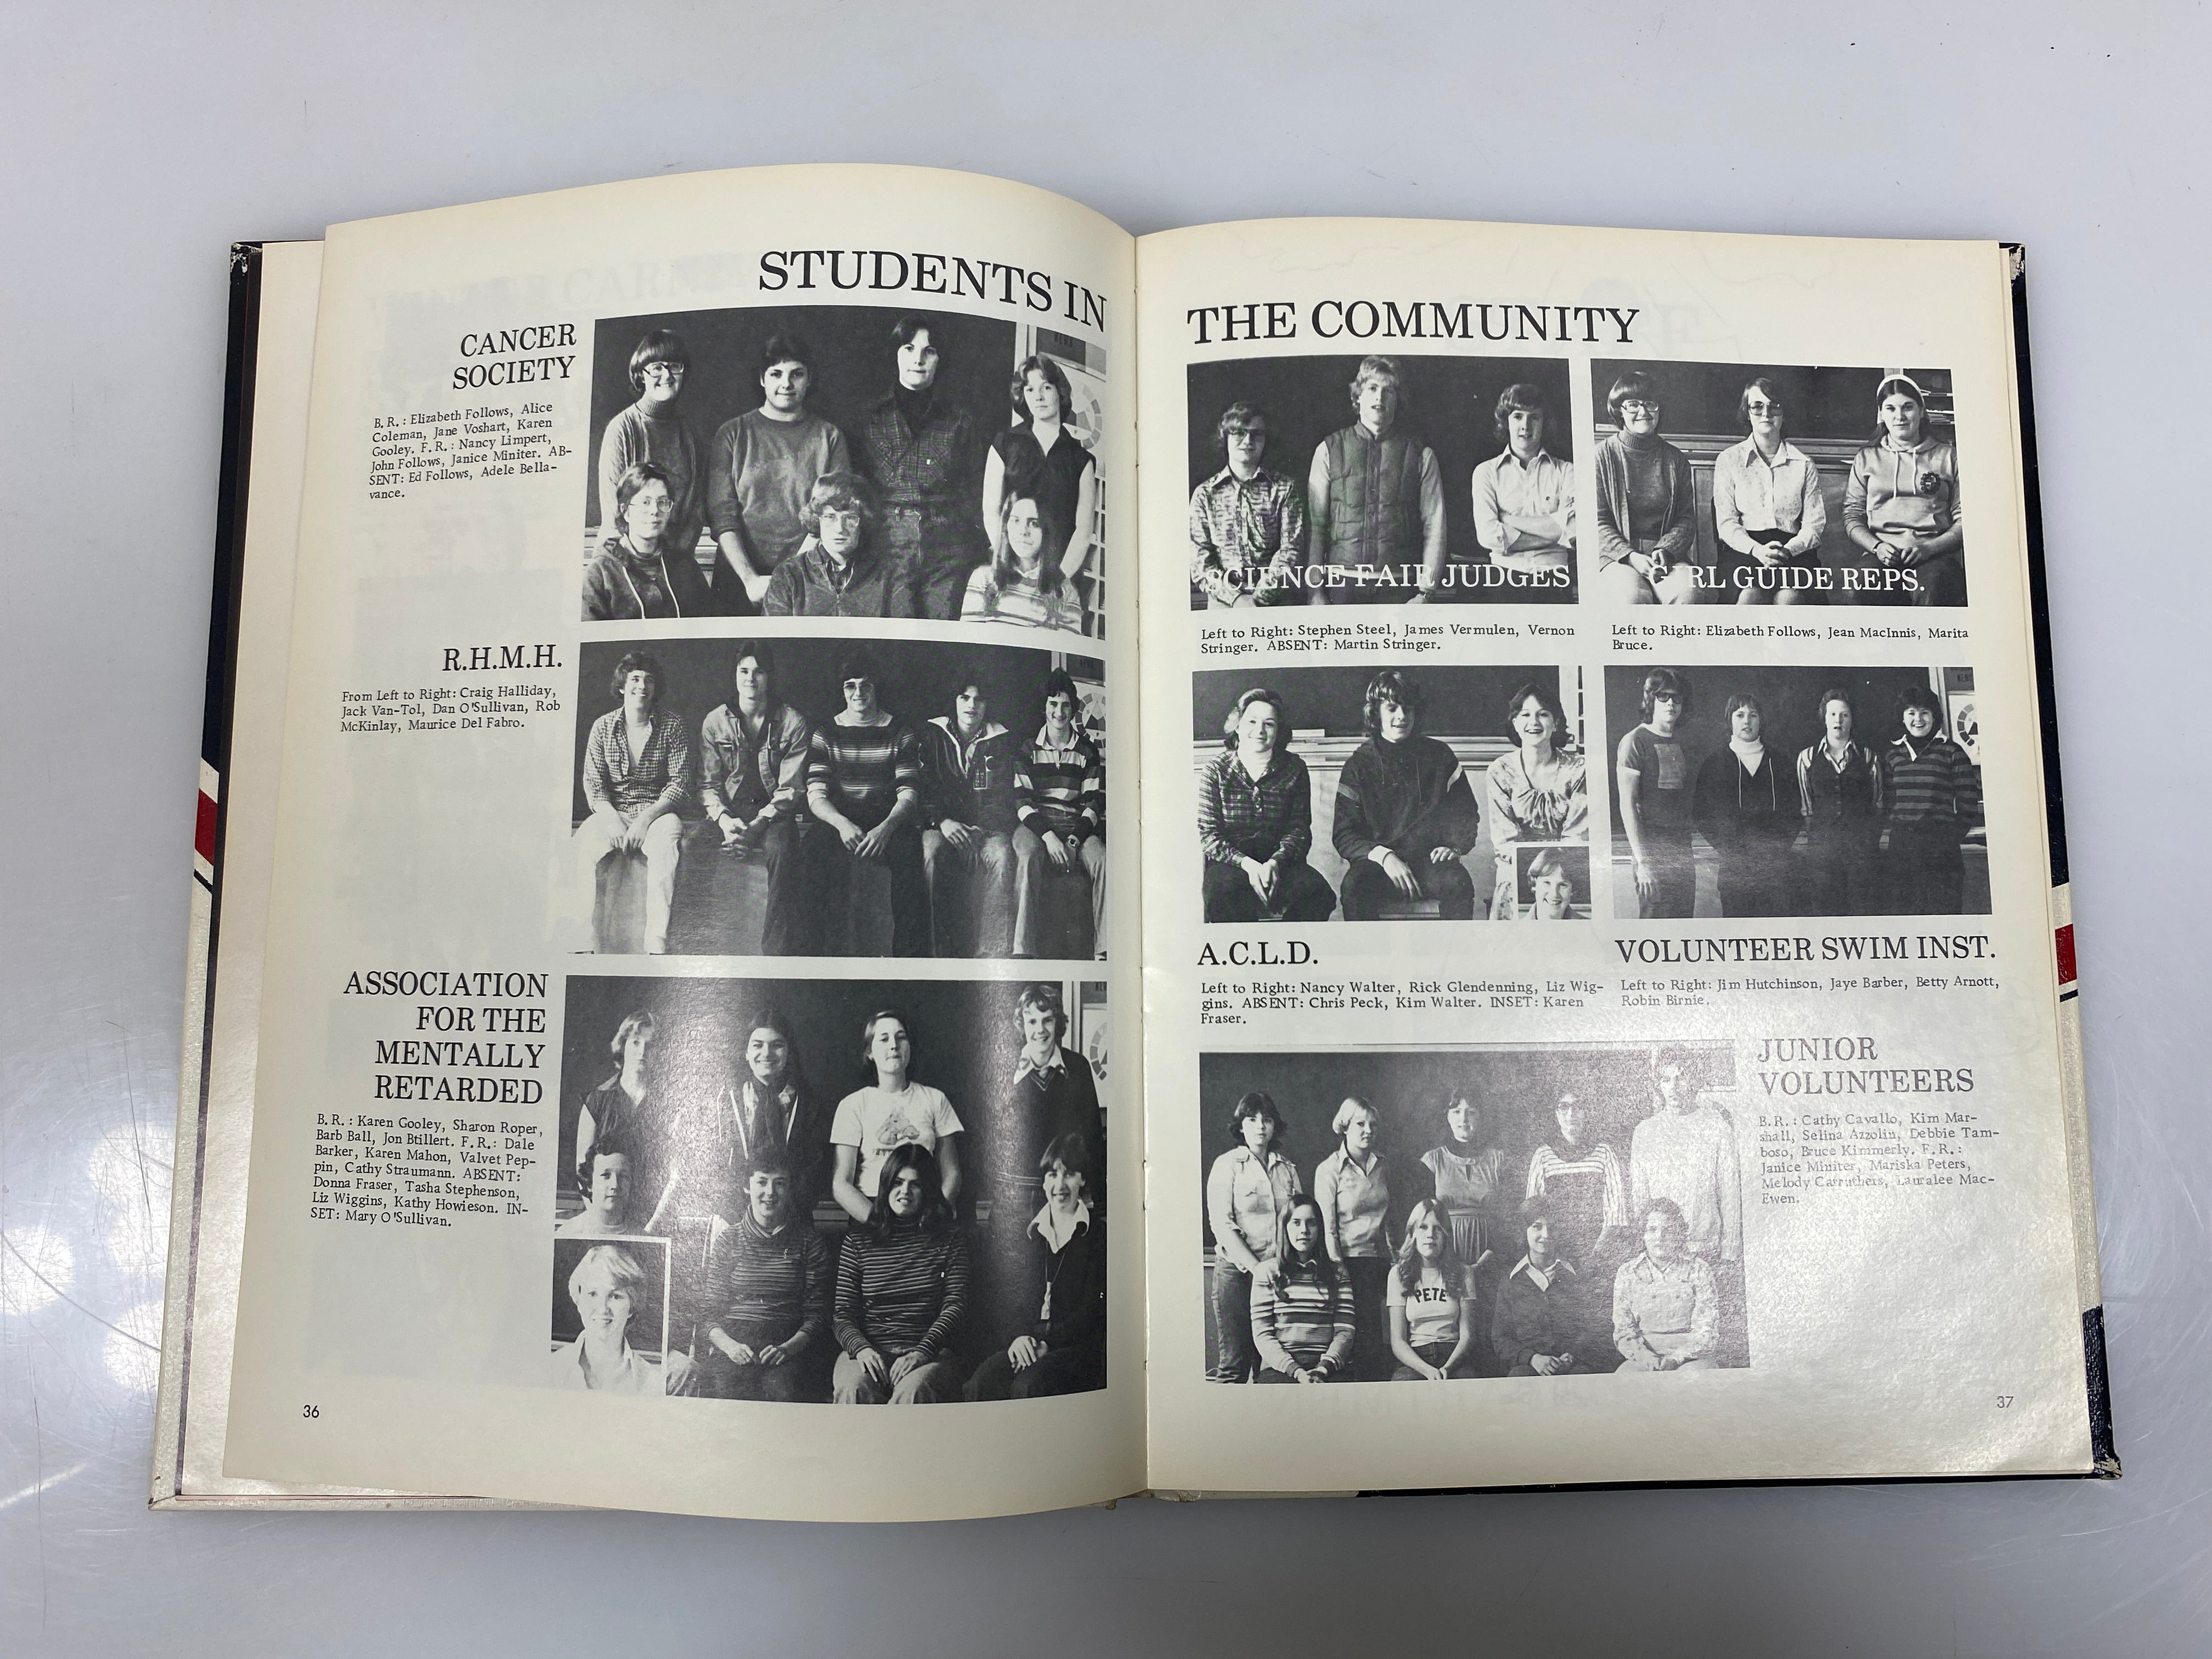 STUDENTS IN
CANCER
SOCIETY
B. R. : Elizabeth Follows, Alice
Coleman, Jane Voshart, Karen
Gooley. F. R. : Nancy Limpert,
John Follows, Janice Miniter. AB-
SENT: Ed Follows, Adele Bella-
vance.
R.H.M.H.
From Left to Right: Craig Halliday,
Jack Van-Tol, Dan O'Sullivan, Rob
McKinlay, Maurice Del Fabro.
ASSOCIATION
FOR THE
MENTALLY
RETARDED
B. R. : Karen Gooley, Sharon Roper,
Barb Ball, Jon Btillert. F. R. : Dale
Barker, Karen Mahon, Valvet Pep-
pin, Cathy Straumann. ABSENT:
Donna Fraser, Tasha Stephenson,
Liz Wiggins, Kathy Howieson. IN-
SET: Mary O'Sullivan.
36
THE COMMUNITY
SCIENCE FAIR JUDGES
Left to Right: Stephen Steel, James Vermulen, Vernon
Stringer. ABSENT: Martin Stringer.
GIRL GUIDE REPS.
Left to Right: Elizabeth Follows, Jean MacInnis, Marita
Bruce.
A.C.L.D.
Left to Right: Nancy Walter, Rick Glendenning, Liz Wig-
gins. ABSENT: Chris Peck, Kim Walter. INSET: Karen
Fraser.
VOLUNTEER SWIM INST.
Left to Right: Jim Hutchinson, Jaye Barber, Betty Arnott,
Robin Birnie.
PETE
JUNIOR
VOLUNTEERS
B. R. : Cathy Cavallo, Kim Mar-
shall, Selina Azzolin, Debbie Tam-
boso, Bruce Kimmerly. F. R. :
Janice Miniter, Mariska Peters,
Melody Carruthers, Lauralee Mac-
Ewen.
37